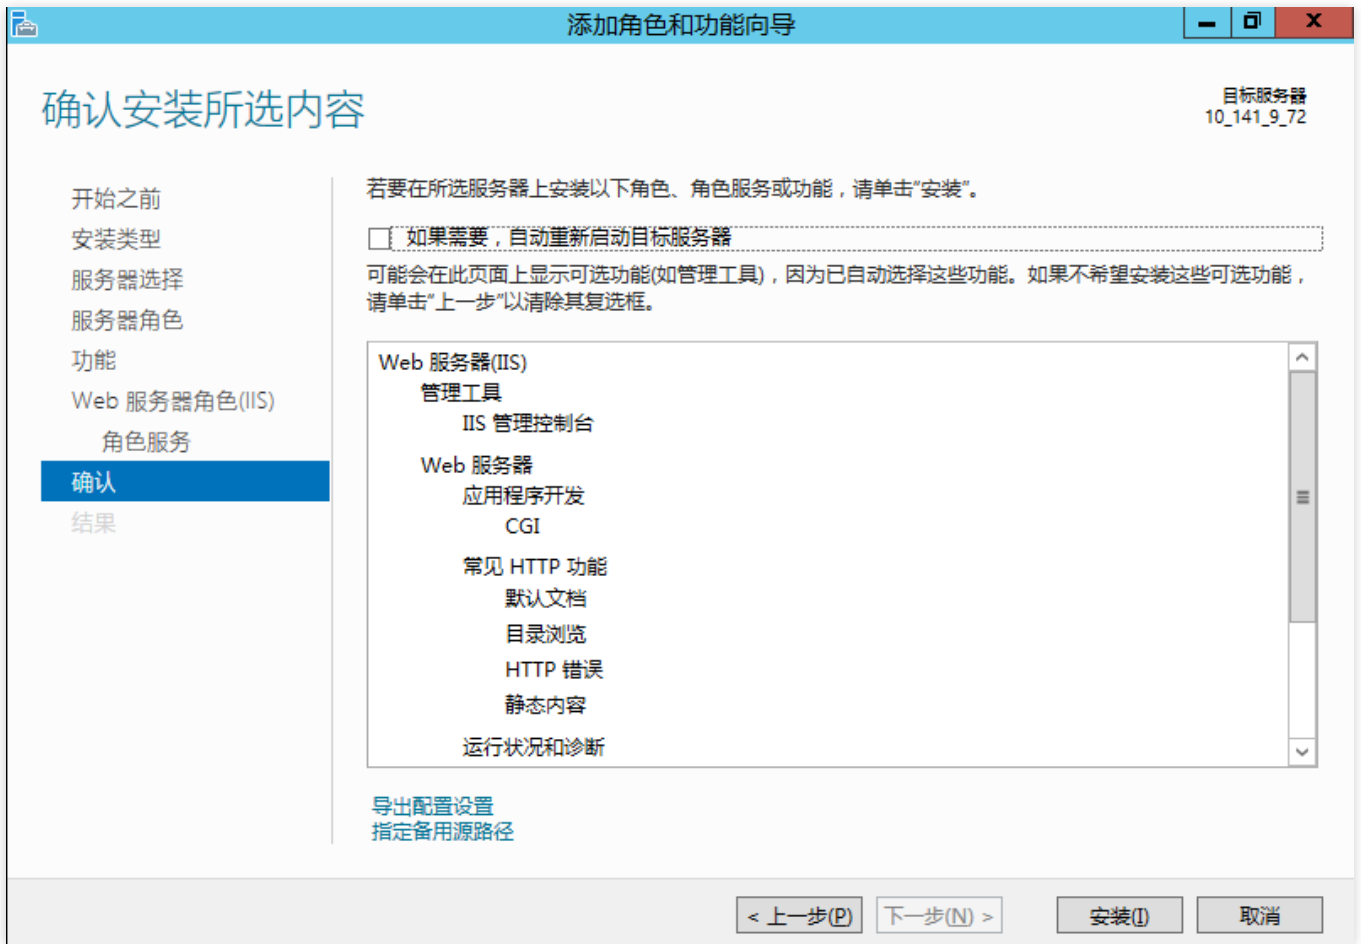 添加角色和功能向导
确认安装所选内容
目标服务器
10_141_9_72
开始之前
安装类型
服务器选择
服务器角色
功能
Web 服务器角色(IIS)
角色服务
确认
结果
若要在所选服务器上安装以下角色、角色服务或功能，请单击"安装"。
如果需要，自动重新启动目标服务器
可能会在此页面上显示可选功能(如管理工具)，因为已自动选择这些功能。如果不希望安装这些可选功能，
请单击"上一步"以清除其复选框。
Web 服务器(IIS)
管理工具
IIS 管理控制台
Web 服务器
应用程序开发
CGI
常见 HTTP 功能
默认文档
目录浏览
HTTP 错误
静态内容
运行状况和诊断
导出配置设置
指定备用源路径
< 上一步(P)
下一步(N) >
安装(I)
取消